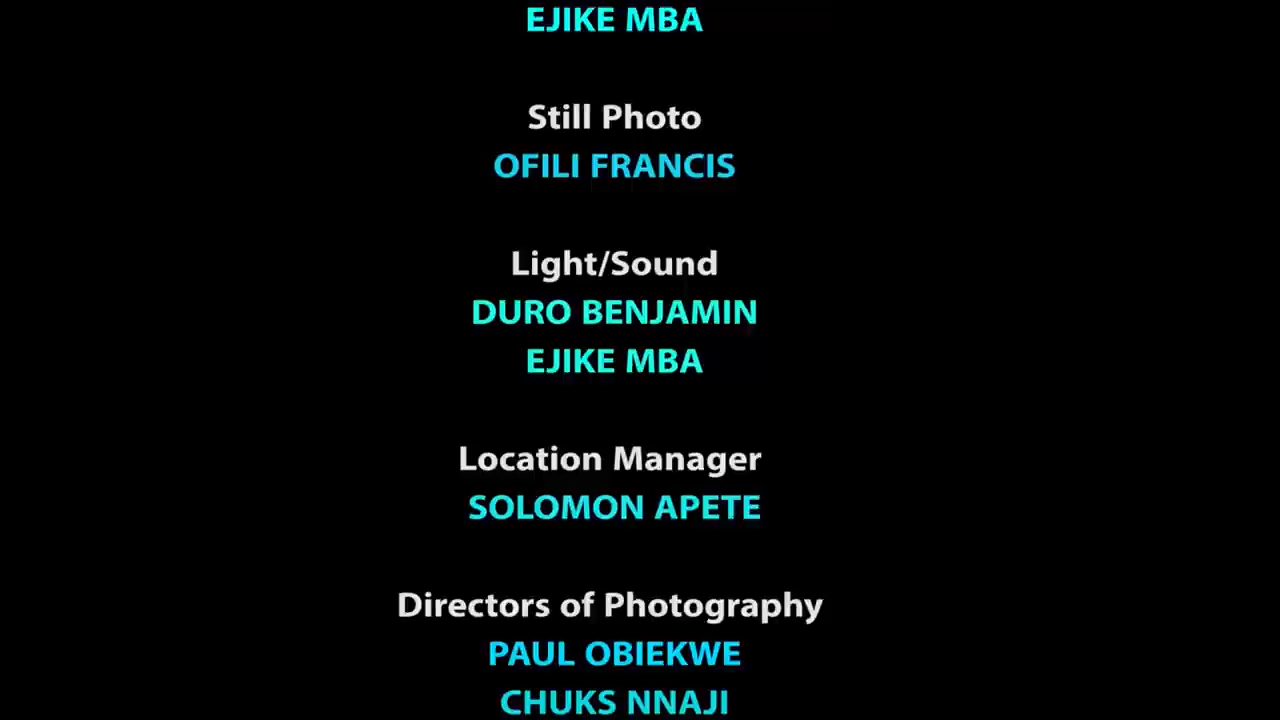 EJIKE MBA
Still Photo
OFILI FRANCIS
Light/Sound
DURO BENJAMIN
EJIKE MBA
Location Manager
SOLOMON APETE
Directors of Photography
PAUL OBIEKWE
CHUKS NNAJI